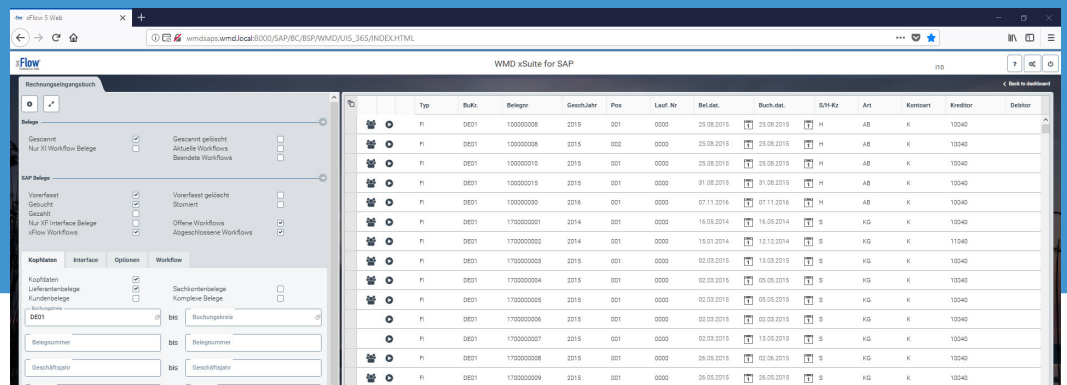 xFlow 5 Web
wmdsaps.wmd.local:8000/SAP/BC/BSP/WMD/UIS_365/INDEX.HTML
xFlow
WMD xSuite for SAP
I10
?
Rechnungseingangsbuch
Back to dashboard
Belege
Gescannt Gescannt gelöscht
Nur XI Workflow Belege Aktuelle Workflows
Beendete Workflows
SAP Belege
Vorerfasst Vorerfasst gelöscht
Gebucht Storniert
Gezahlt
Nur XF Interface Belege Offene Workflows
xFlow Workflows Abgeschlossene Workflows
Kopfdaten Interface Optionen Workflow
Kopfdaten
Lieferantenbelege Sachkontenbelege
Kundenbelege Komplexe Belege
Buchungskreis
DE01 bis Buchungskreis
Belegnummer bis Belegnummer
Geschäftsjahr bis Geschäftsjahr
Typ BuKr. Belegnr GeschJahr Pos Lauf. Nr Bel.dat. Buch.dat. S/H-Kz Art Kontoart Kreditor Debitor
FI DE01 100000008 2015 001 0000 25.08.2015 25.08.2015 H AB K 10040
FI DE01 100000008 2015 002 0000 25.08.2015 25.08.2015 H AB K 10040
FI DE01 100000010 2015 001 0000 25.08.2015 25.08.2015 H AB K 10040
FI DE01 100000015 2015 001 0000 31.08.2015 31.08.2015 H AB K 10040
FI DE01 100000030 2016 001 0000 07.11.2016 07.11.2016 H AB K 10040
FI DE01 1700000001 2014 001 0000 16.05.2014 16.05.2014 S KG K 10040
FI DE01 1700000002 2014 001 0000 15.01.2014 12.12.2014 S KG K 11040
FI DE01 1700000003 2015 001 0000 02.03.2015 13.03.2015 S KG K 10040
FI DE01 1700000004 2015 001 0000 02.03.2015 05.05.2015 S KG K 10040
FI DE01 1700000005 2015 001 0000 02.03.2015 05.05.2015 S KG K 10040
FI DE01 1700000006 2015 001 0000 02.03.2015 02.03.2015 S KG K 10040
FI DE01 1700000007 2015 001 0000 02.03.2015 13.05.2015 S KG K 10040
FI DE01 1700000008 2015 001 0000 26.05.2015 02.06.2015 S KG K 10040
FI DE01 1700000009 2015 001 0000 26.05.2015 26.05.2015 S KG K 10040